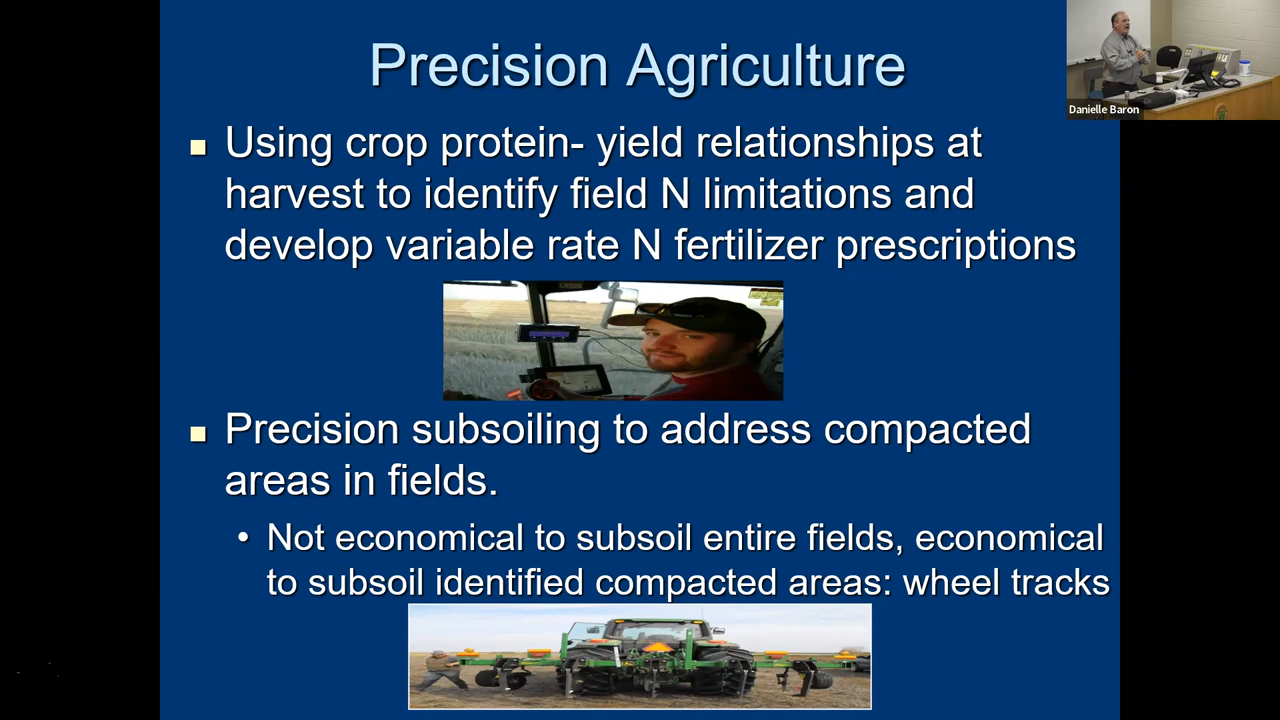 Precision Agriculture
Danielle Baron
Using crop protein- yield relationships at
harvest to identify field N limitations and
develop variable rate N fertilizer prescriptions
Precision subsoiling to address compacted
areas in fields.
• Not economical to subsoil entire fields, economical
to subsoil identified compacted areas: wheel tracks